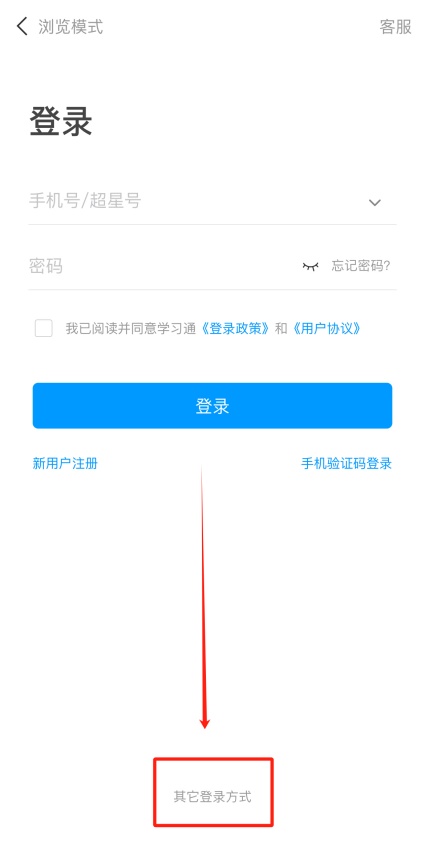 浏览模式 客服
登录
手机号/超星号
密码 忘记密码?
我已阅读并同意学习通《登录政策》和《用户协议》
登录
新用户注册 手机验证码登录
其它登录方式